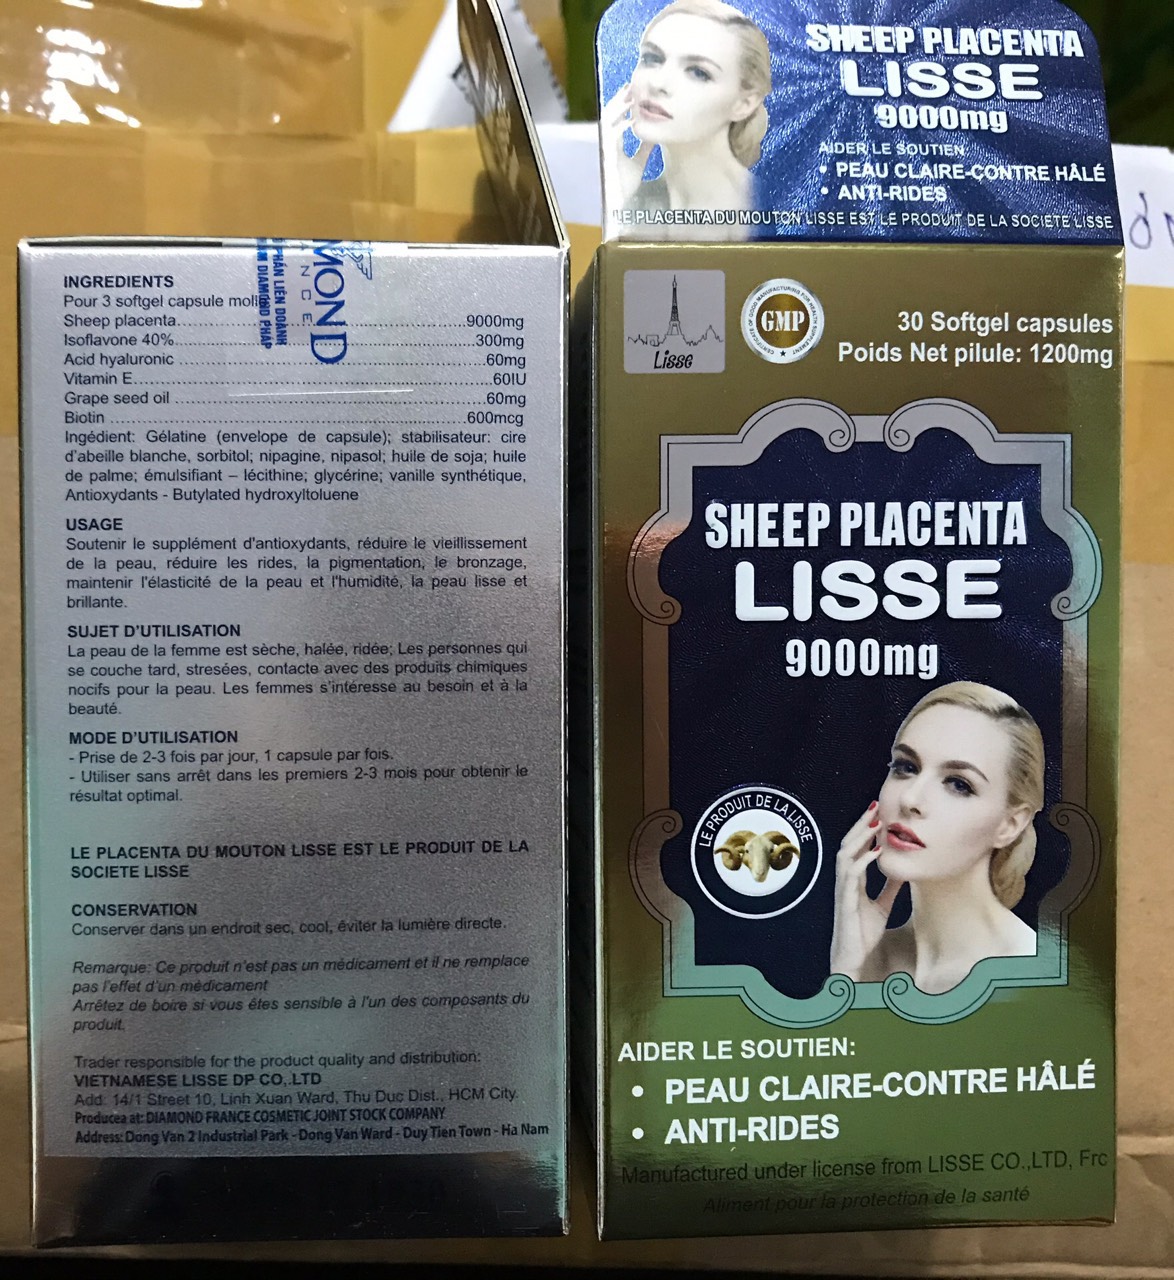 INGREDIENTS
Pour 3 softgel capsule
Sheep placenta...9000mg
Isoflavone 40%...300mg
Acid hyaluronic...60mg
Vitamin E...60IU
Grape seed oil...60mg
Biotin...600mcg
Ingédient: Gélatine (envelope de capsule); stabilisateur: cire
d'abeille blanche, sorbitol; nipagine, nipasol; huile de soja; huile
de palme; émulsifiant – lécithine; glycérine; vanille synthétique,
Antioxydants - Butylated hydroxyltoluene
USAGE
Soutenir le supplément d'antioxydants, réduire le vieillissement
de la peau, réduire les rides, la pigmentation, le bronzage,
maintenir l'élasticité de la peau et l'humidité, la peau lisse et
brillante.
SUJET D'UTILISATION
La peau de la femme est sèche, halée, ridée; Les personnes qui
se couche tard, stresées, contacte avec des produits chimiques
nocifs pour la peau. Les femmes s'intéresse au besoin et à la
beauté.
MODE D'UTILISATION
- Prise de 2-3 fois par jour, 1 capsule par fois.
- Utiliser sans arrêt dans les premiers 2-3 mois pour obtenir le
résultat optimal.
LE PLACENTA DU MOUTON LISSE EST LE PRODUIT DE LA
SOCIETE LISSE
CONSERVATION
Conserver dans un endroit sec, cool, éviter la lumière directe.
Remarque: Ce produit n'est pas un médicament et il ne remplace
pas l'effet d'un médicament
Arrêtez de boire si vous êtes sensible à l'un des composants du
produit.
Trader responsible for the product quality and distribution:
VIETNAMESE LISSE DP CO,.LTD
Add: 14/1 Street 10, Linh Xuan Ward, Thu Duc Dist., HCM City.
Producea at: DIAMOND FRANCE COSMETIC JOINT STOCK COMPANY
Address: Dong Van 2 Industrial Park - Dong Van Ward - Duy Tien Town - Ha Nam
MOND
NCE
PHẦN LIÊN DOANH
DIAMOND PHÁP
SHEEP PLACENTA
LISSE
9000mg
AIDER LE SOUTIEN
• PEAU CLAIRE-CONTRE HÂLÉ
• ANTI-RIDES
LE PLACENTA DU MOUTON LISSE EST LE PRODUIT DE LA SOCIETE LISSE
Lisse
CERTIFICATE OF GOOD MANUFACTURING FOR HEALTH SUPPLEMENT
GMP
30 Softgel capsules
Poids Net pilule: 1200mg
SHEEP PLACENTA
LISSE
9000mg
LE PRODUIT DE LA LISSE
AIDER LE SOUTIEN:
• PEAU CLAIRE-CONTRE HÂLÉ
• ANTI-RIDES
Manufactured under license from LISSE CO.,LTD, Frc
Aliment pour la protection de la santé